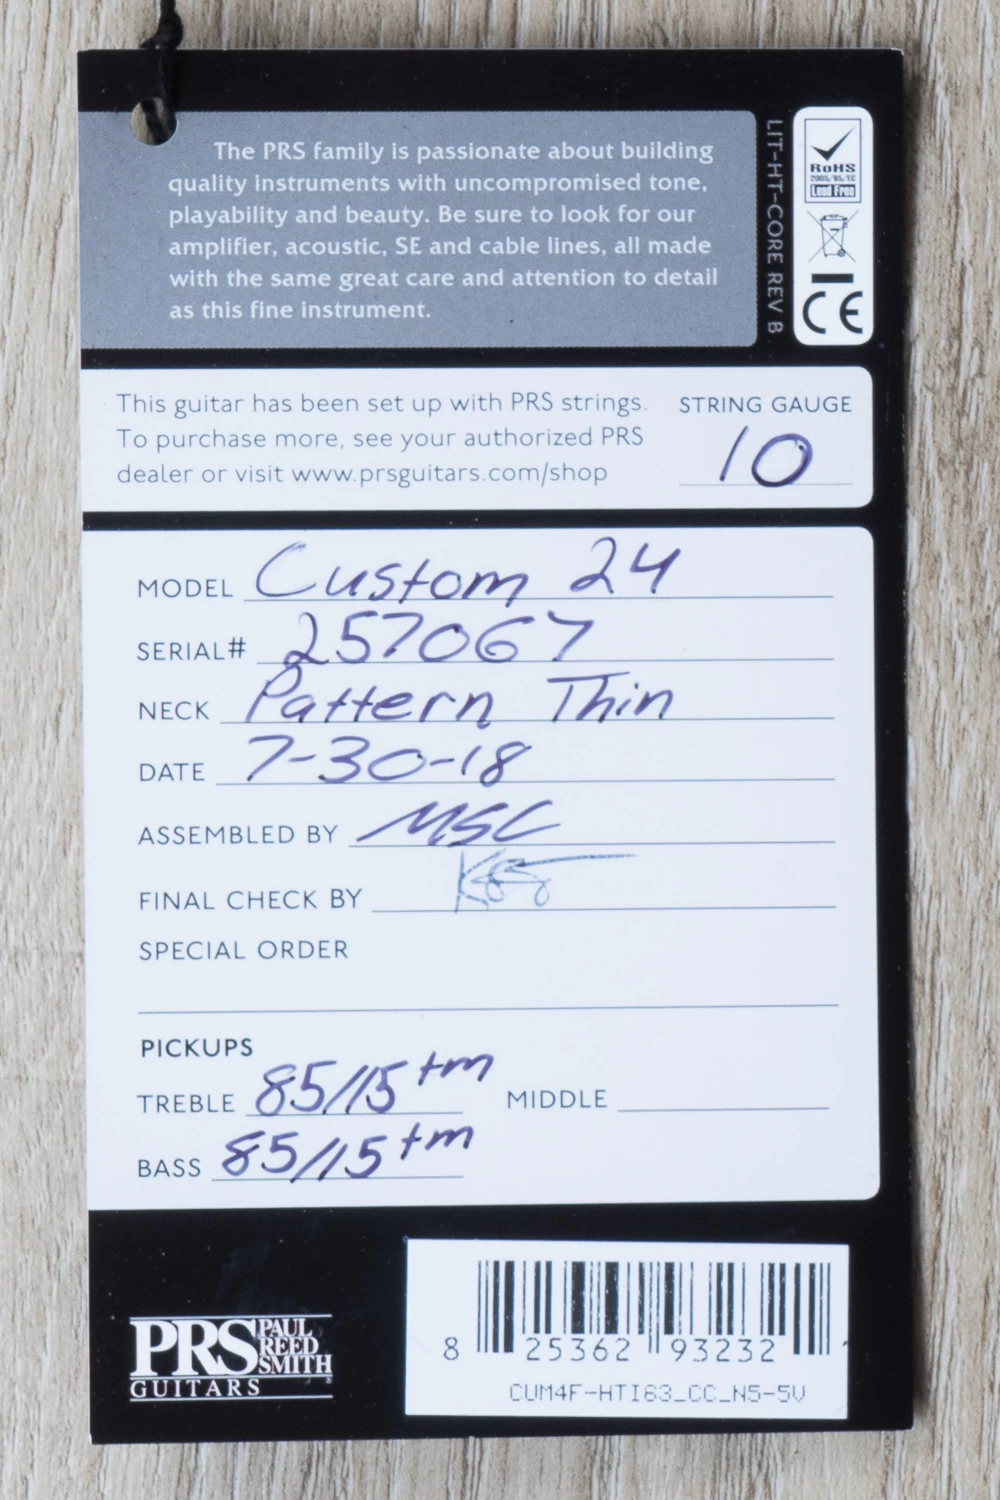 The PRS family is passionate about building
quality instruments with uncompromised tone,
playability and beauty. Be sure to look for our
amplifier, acoustic, SE and cable lines, all made
with the same great care and attention to detail
as this fine instrument.
LIT-HT-CORE REV B
RoHS
2005/95/EC
Lead Free
CE
This guitar has been set up with PRS strings.
To purchase more, see your authorized PRS
dealer or visit www.prsguitars.com/shop
STRING GAUGE
10
MODEL Custom 24
SERIAL# 257067
NECK Pattern Thin
DATE 7-30-18
ASSEMBLED BY MSC
FINAL CHECK BY
SPECIAL ORDER
PICKUPS
TREBLE 85/15 tm MIDDLE
BASS 85/15 tm
PRS PAUL REED SMITH
GUITARS
8 25362 93232
CUM4F-HTI63_CC_N5-5V